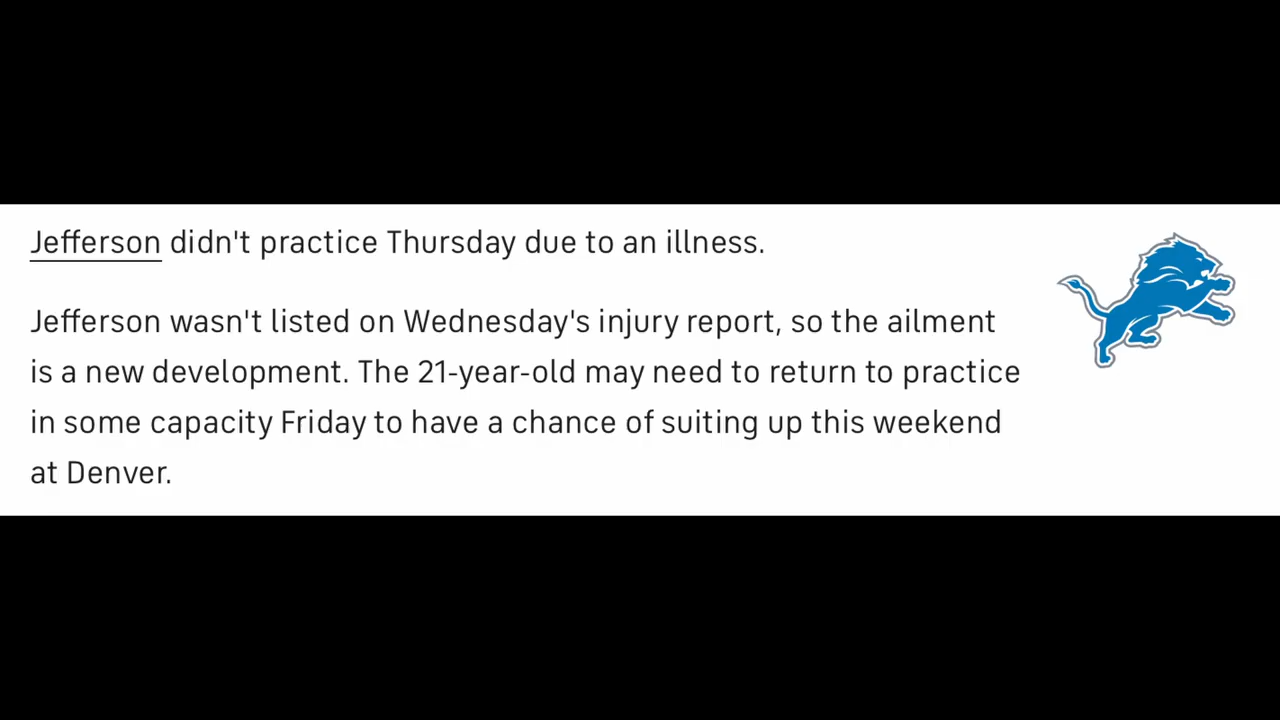 Jefferson didn't practice Thursday due to an illness.
Jefferson wasn't listed on Wednesday's injury report, so the ailment
is a new development. The 21-year-old may need to return to practice
in some capacity Friday to have a chance of suiting up this weekend
at Denver.